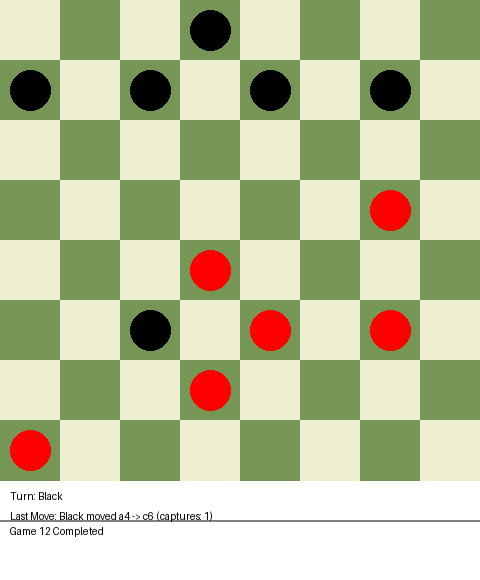 Turn: Black
Last Move: Black moved a4 -> c6 (captures: 1)
Game 12 Completed